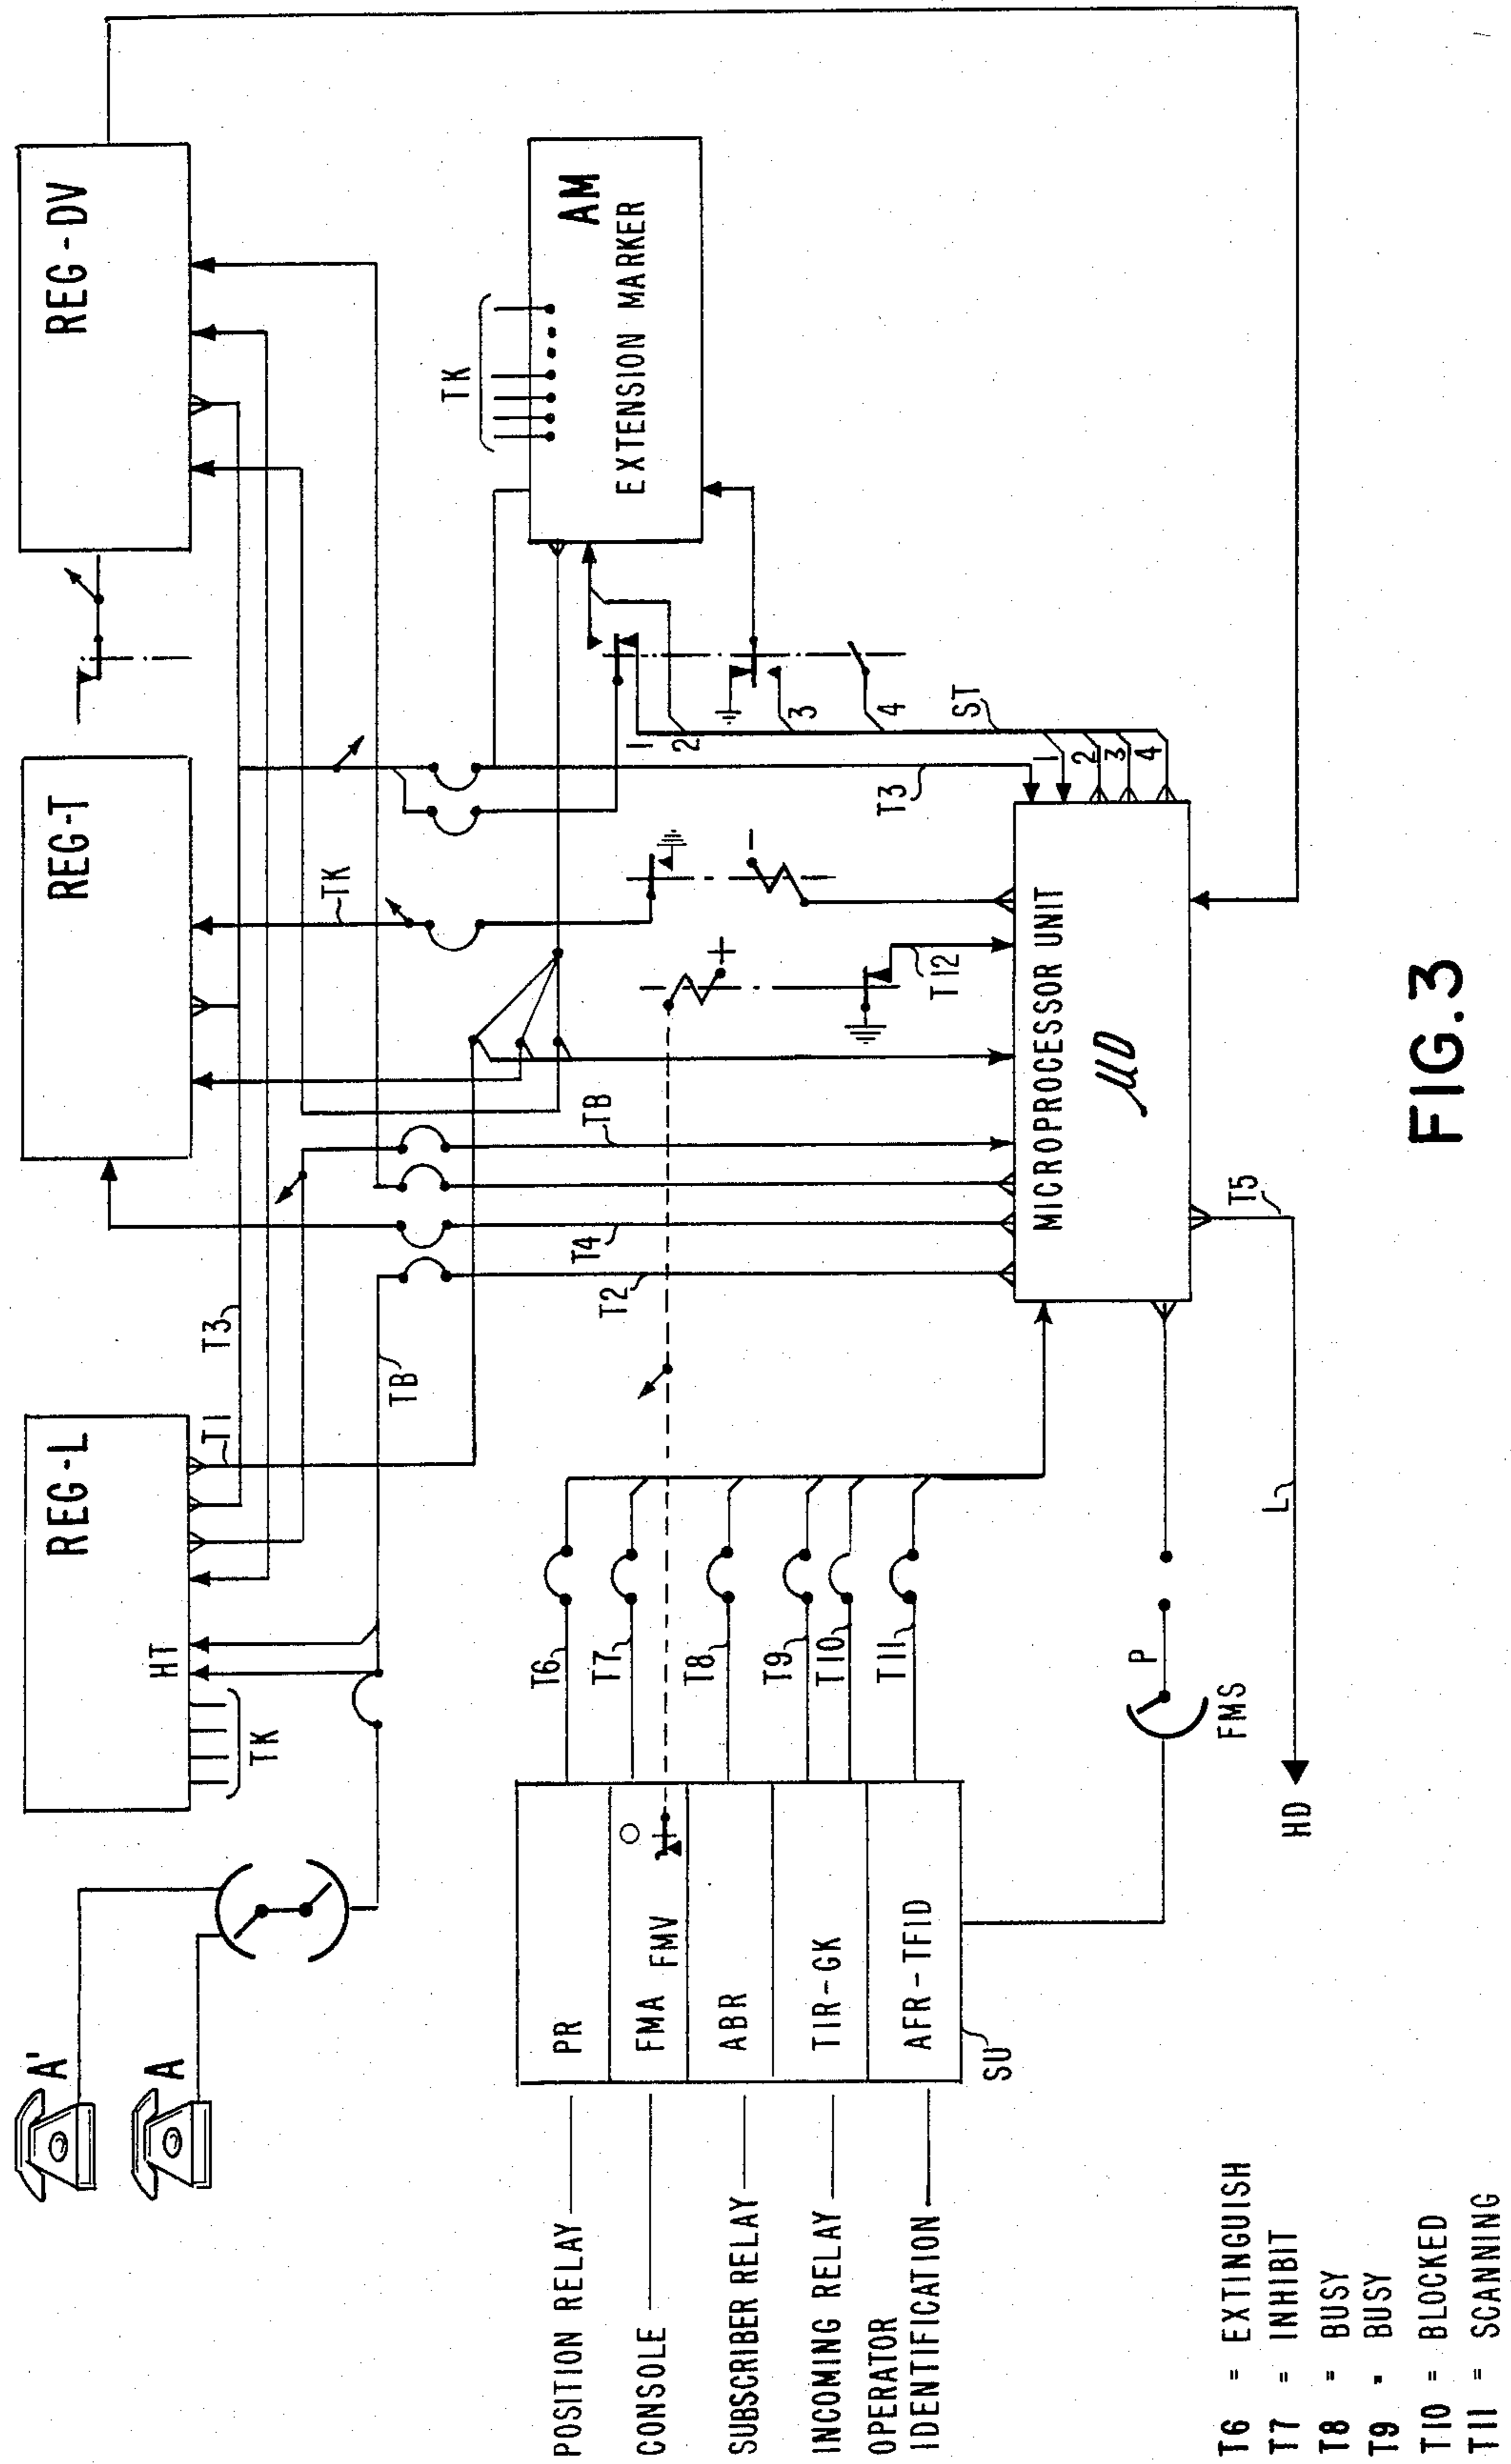 A'
A
REG-L
REG-T
REG-DV
HT
TK
T1
T3
TB
TK
TK
AM
EXTENSION MARKER
1
2
3
4
ST
1
2
3
4
T3
T12
TB
T4
T2
+
−
MICROPROCESSOR UNIT
μD
T5
L
HD
P
FMS
T6
T7
T8
T9
T10
T11
POSITION RELAY
PR
CONSOLE
FMA FMV
SUBSCRIBER RELAY
ABR
INCOMING RELAY
TIR-GK
OPERATOR
IDENTIFICATION
AFR-TFID
SU
T6 = EXTINGUISH
T7 = INHIBIT
T8 = BUSY
T9 = BUSY
T10 = BLOCKED
T11 = SCANNING
FIG.3